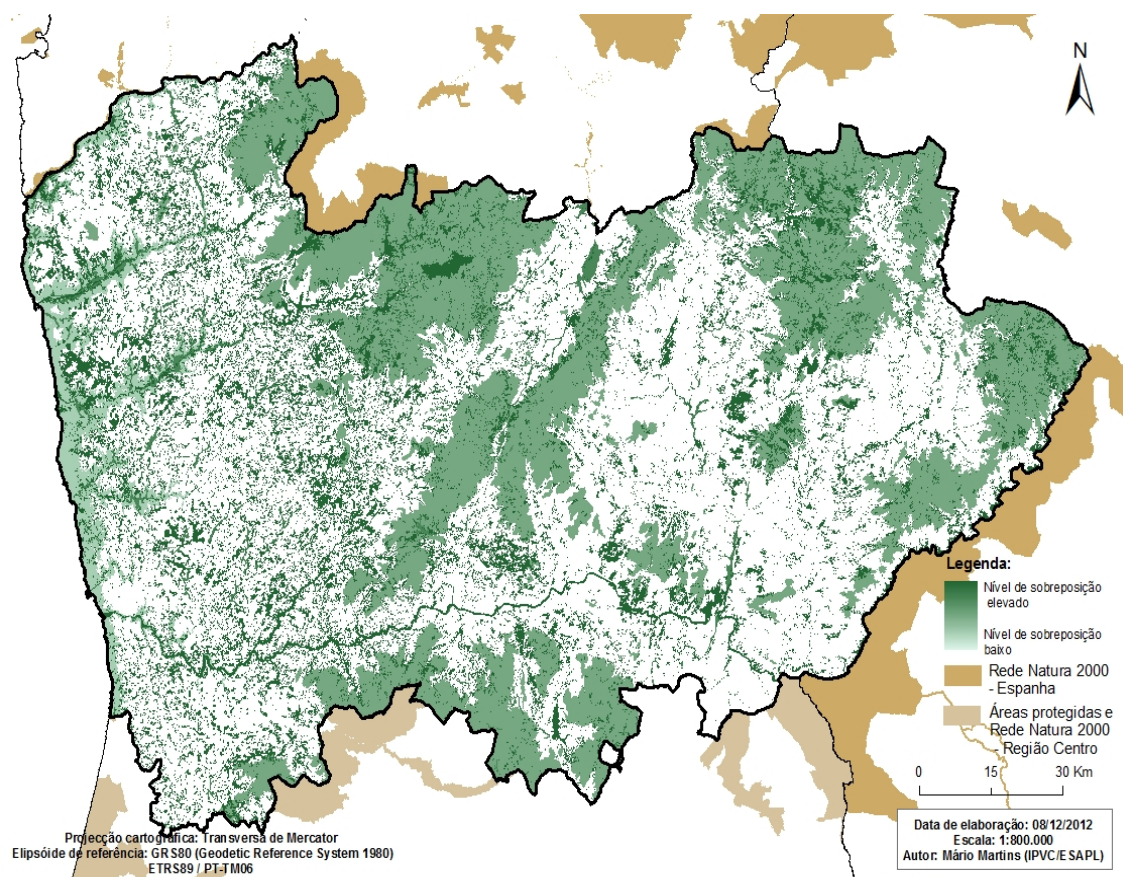 N
Legenda:
Nível de sobreposição
elevado
Nível de sobreposição
baixo
Rede Natura 2000
- Espanha
Áreas protegidas e
Rede Natura 2000
- Região Centro
0 15 30 Km
Projecção cartográfica: Transversa de Mercator
Elipsóide de referência: GRS80 (Geodetic Reference System 1980)
ETRS89 / PT-TM06
Data de elaboração: 08/12/2012
Escala: 1:800.000
Autor: Mário Martins (IPVC/ESAPL)